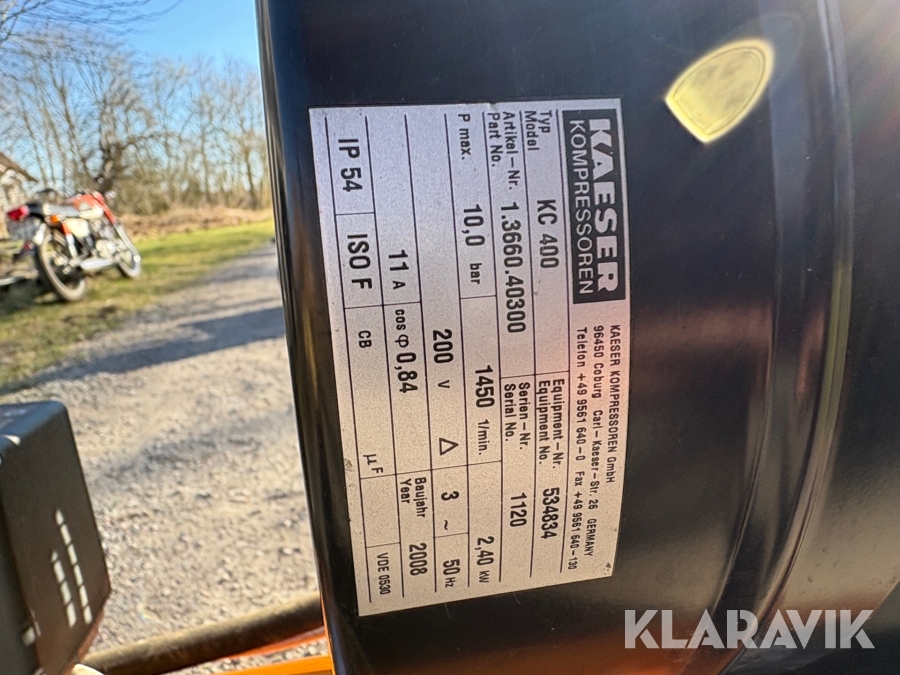 KAESER
KOMPRESSOREN
KAESER KOMPRESSOREN GmbH
96450 Coburg Carl-Kaeser-Str. 26 GERMANY
Telefon +49 9561 640-0 Fax +49 9561 640-130
Typ
Model KC 400 Equipment-Nr.
Equipment No. 534834
Artikel-Nr.
Part No. 1.3660.40300 Serien-Nr.
Serial No. 1120
P max. 10,0 bar 1450 1/min. 2,40 kW
200 V Δ 3 ~ 50 Hz
11 A cos φ 0,84 Baujahr
Year 2008
IP 54 ISO F CB µF VDE 0530
KLARAVIK